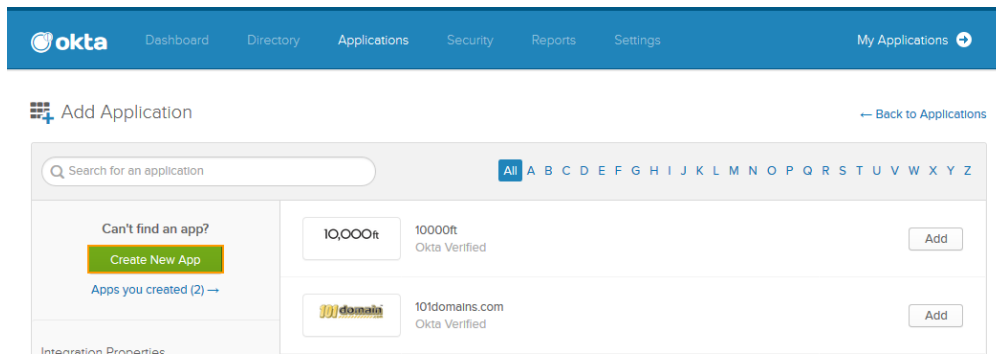 okta Dashboard Directory Applications Security Reports Settings My Applications
Add Application
← Back to Applications
Search for an application
All A B C D E F G H I J K L M N O P Q R S T U V W X Y Z
Can't find an app?
Create New App
Apps you created (2) →
Integration Properties
10,000ft
10000ft
Okta Verified
Add
101domain
101domains.com
Okta Verified
Add